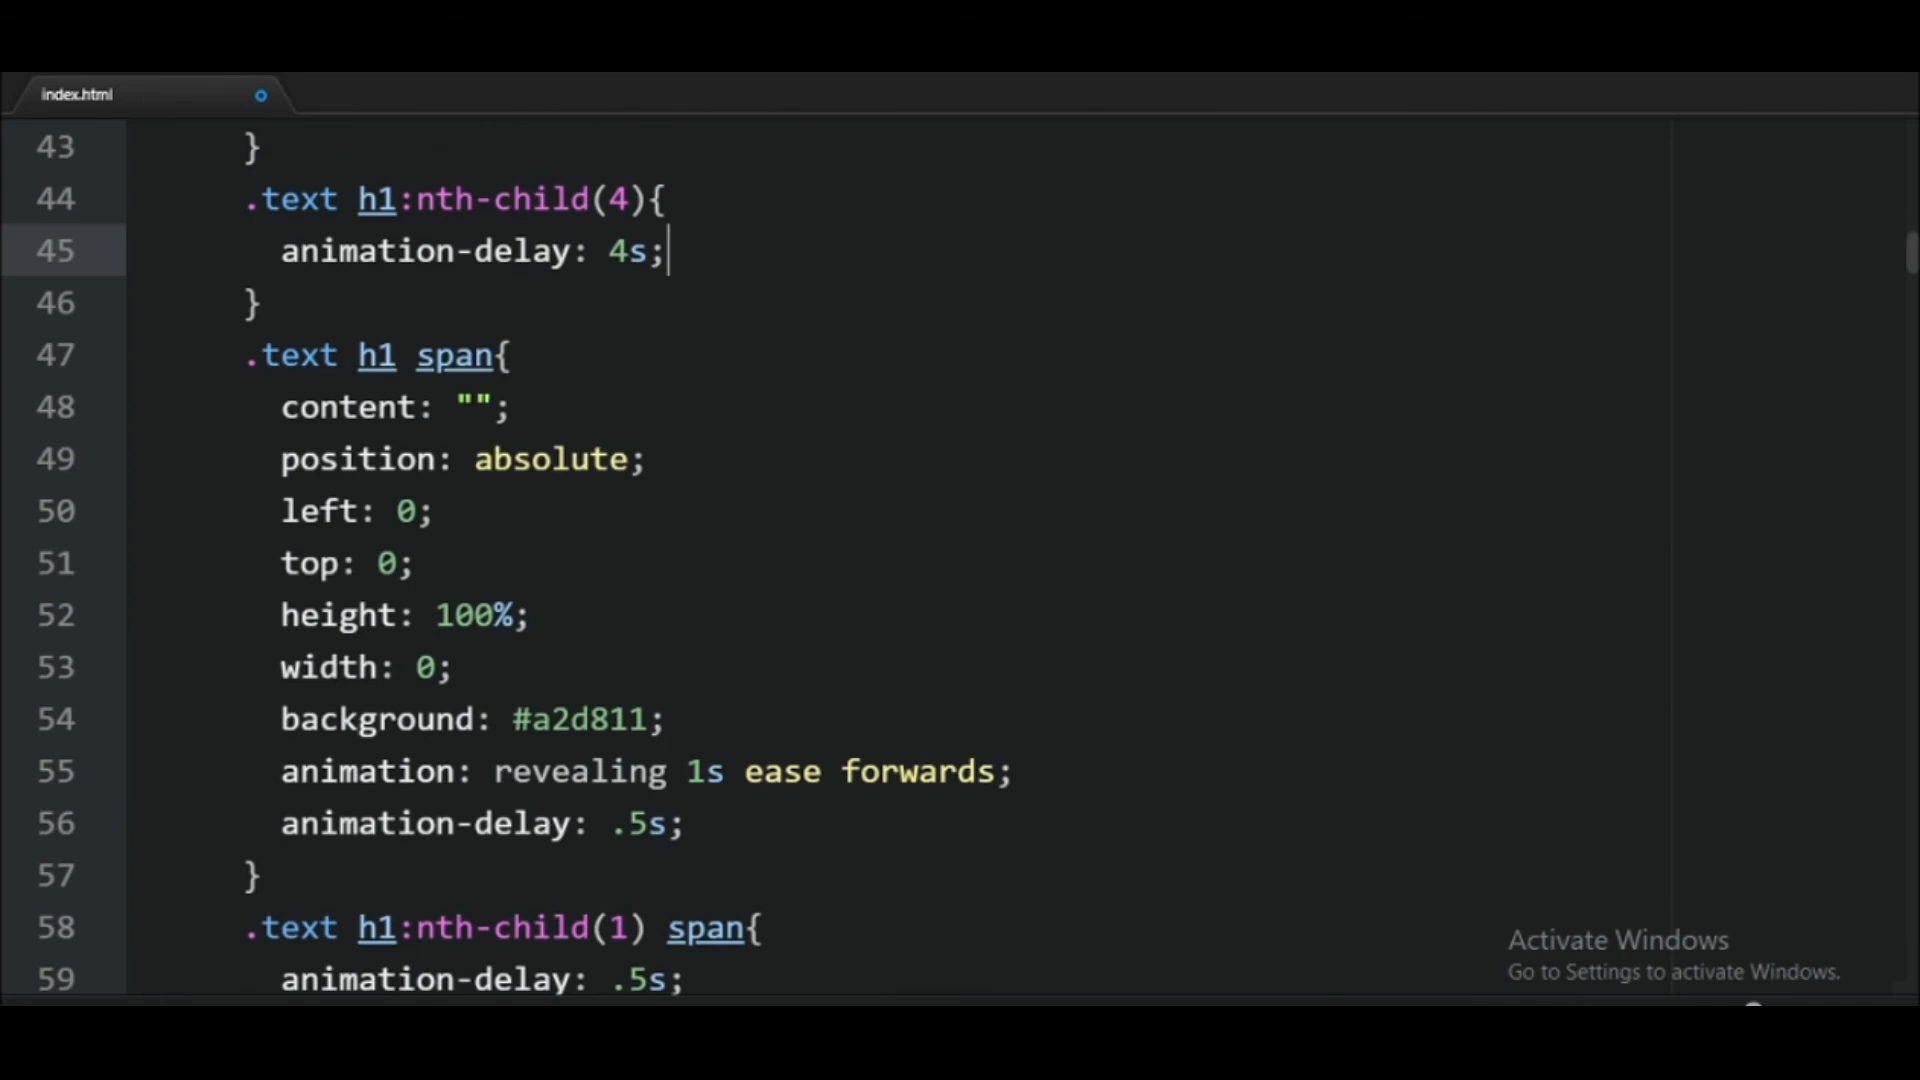 index.html
43 }
44 .text h1:nth-child(4){
45 animation-delay: 4s;
46 }
47 .text h1 span{
48 content: "";
49 position: absolute;
50 left: 0;
51 top: 0;
52 height: 100%;
53 width: 0;
54 background: #a2d811;
55 animation: revealing 1s ease forwards;
56 animation-delay: .5s;
57 }
58 .text h1:nth-child(1) span{
59 animation-delay: .5s;
Activate Windows
Go to Settings to activate Windows.